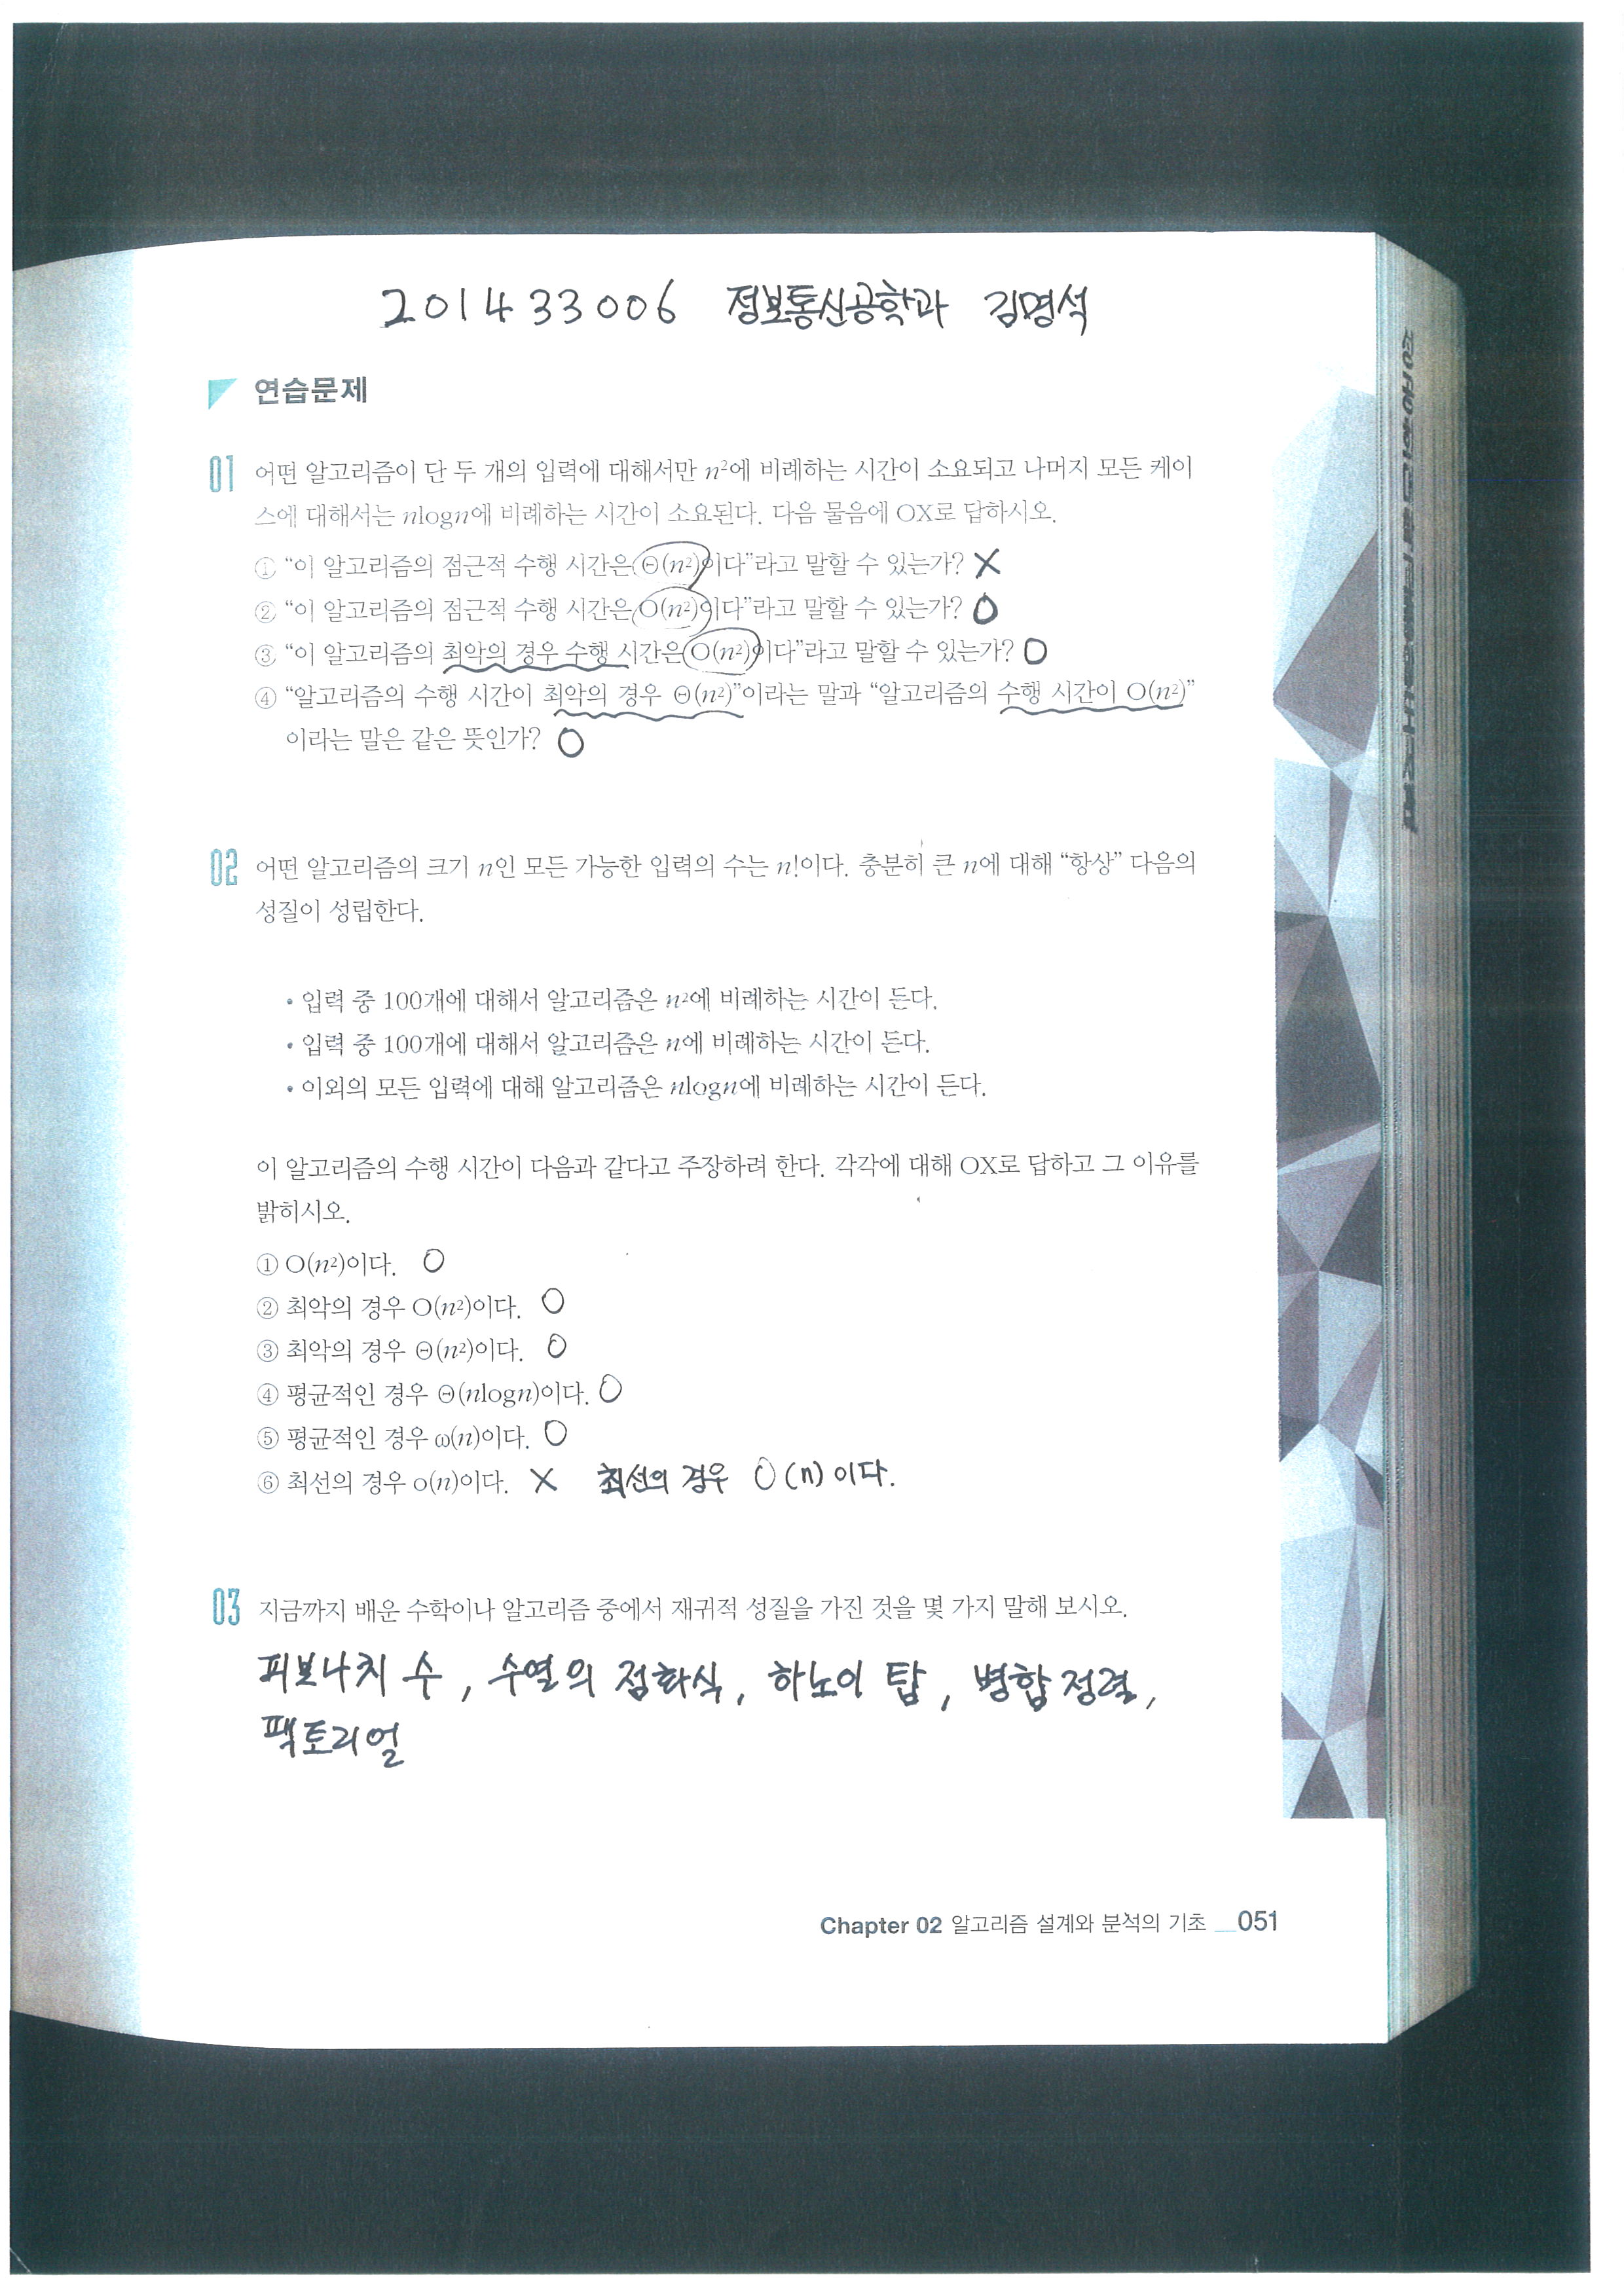 201433006 정보통신공학과 김명석
연습문제
01 어떤 알고리즘이 단 두 개의 입력에 대해서만 n²에 비례하는 시간이 소요되고 나머지 모든 케이
스에 대해서는 nlogn에 비례하는 시간이 소요된다. 다음 물음에 OX로 답하시오.
① “이 알고리즘의 점근적 수행 시간은 Θ(n²)이다”라고 말할 수 있는가? X
② “이 알고리즘의 점근적 수행 시간은 O(n²)이다”라고 말할 수 있는가? O
③ “이 알고리즘의 최악의 경우 수행 시간은 O(n²)이다”라고 말할 수 있는가? O
④ “알고리즘의 수행 시간이 최악의 경우 Θ(n²)”이라는 말과 “알고리즘의 수행 시간이 O(n²)”
이라는 말은 같은 뜻인가? O
02 어떤 알고리즘의 크기 n인 모든 가능한 입력의 수는 n!이다. 충분히 큰 n에 대해 “항상” 다음의
성질이 성립한다.
• 입력 중 100개에 대해서 알고리즘은 n²에 비례하는 시간이 든다.
• 입력 중 100개에 대해서 알고리즘은 n에 비례하는 시간이 든다.
• 이외의 모든 입력에 대해 알고리즘은 nlogn에 비례하는 시간이 든다.
이 알고리즘의 수행 시간이 다음과 같다고 주장하려 한다. 각각에 대해 OX로 답하고 그 이유를
밝히시오.
① O(n²)이다. O
② 최악의 경우 O(n²)이다. O
③ 최악의 경우 Θ(n²)이다. O
④ 평균적인 경우 Θ(nlogn)이다. O
⑤ 평균적인 경우 ω(n)이다. O
⑥ 최선의 경우 o(n)이다. X 최선의 경우 O(n)이다.
03 지금까지 배운 수학이나 알고리즘 중에서 재귀적 성질을 가진 것을 몇 가지 말해 보시오.
피보나치 수, 수열의 점화식, 하노이 탑, 병합 정렬,
팩토리얼
Chapter 02 알고리즘 설계와 분석의 기초 __051